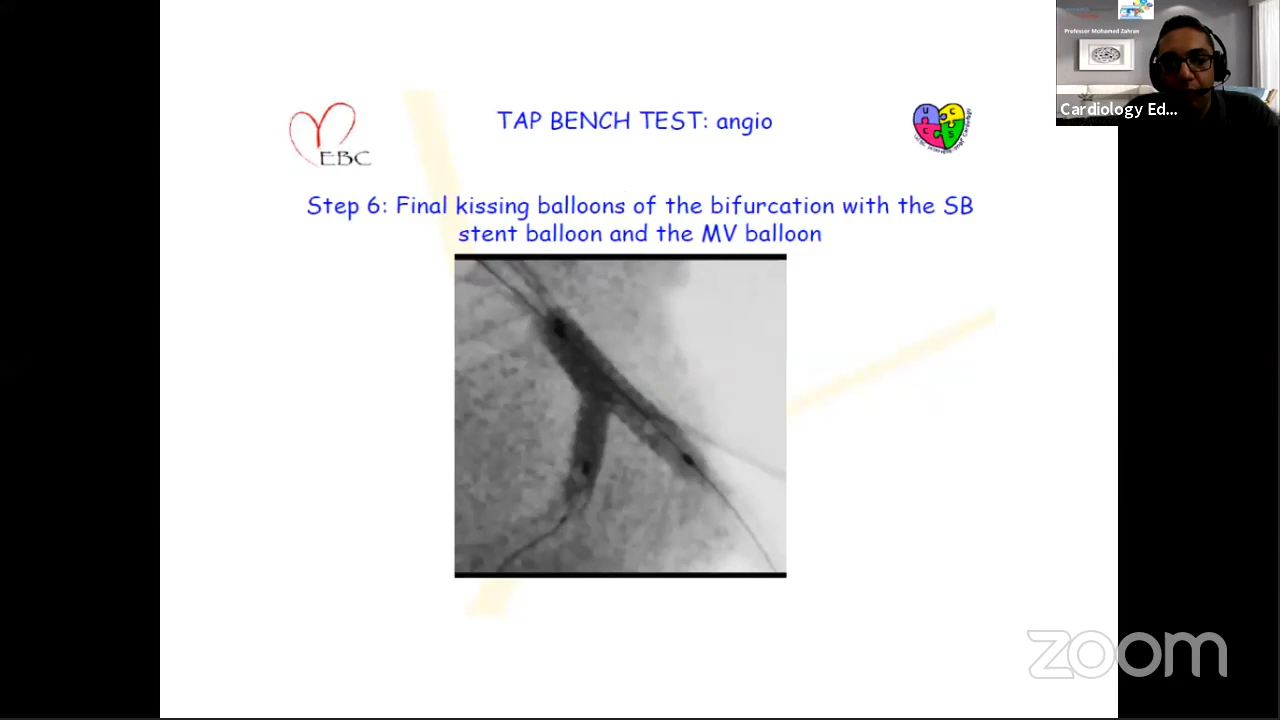 Professor Mohamed Zahran
Cardiology Ed...
EBC
TAP BENCH TEST: angio
U C
C S
Step 6: Final kissing balloons of the bifurcation with the SB
stent balloon and the MV balloon
zoom